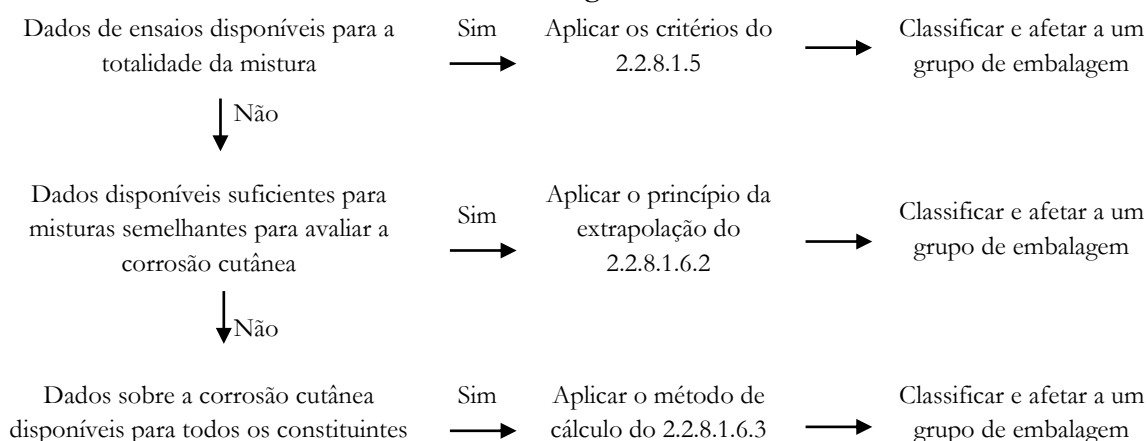 Dados de ensaios disponíveis para a
totalidade da mistura
Sim
Aplicar os critérios do
2.2.8.1.5
Classificar e afetar a um
grupo de embalagem
Não
Dados disponíveis suficientes para
misturas semelhantes para avaliar a
corrosão cutânea
Sim
Aplicar o princípio da
extrapolação do
2.2.8.1.6.2
Classificar e afetar a um
grupo de embalagem
Não
Dados sobre a corrosão cutânea
disponíveis para todos os constituintes
Sim
Aplicar o método de
cálculo do 2.2.8.1.6.3
Classificar e afetar a um
grupo de embalagem